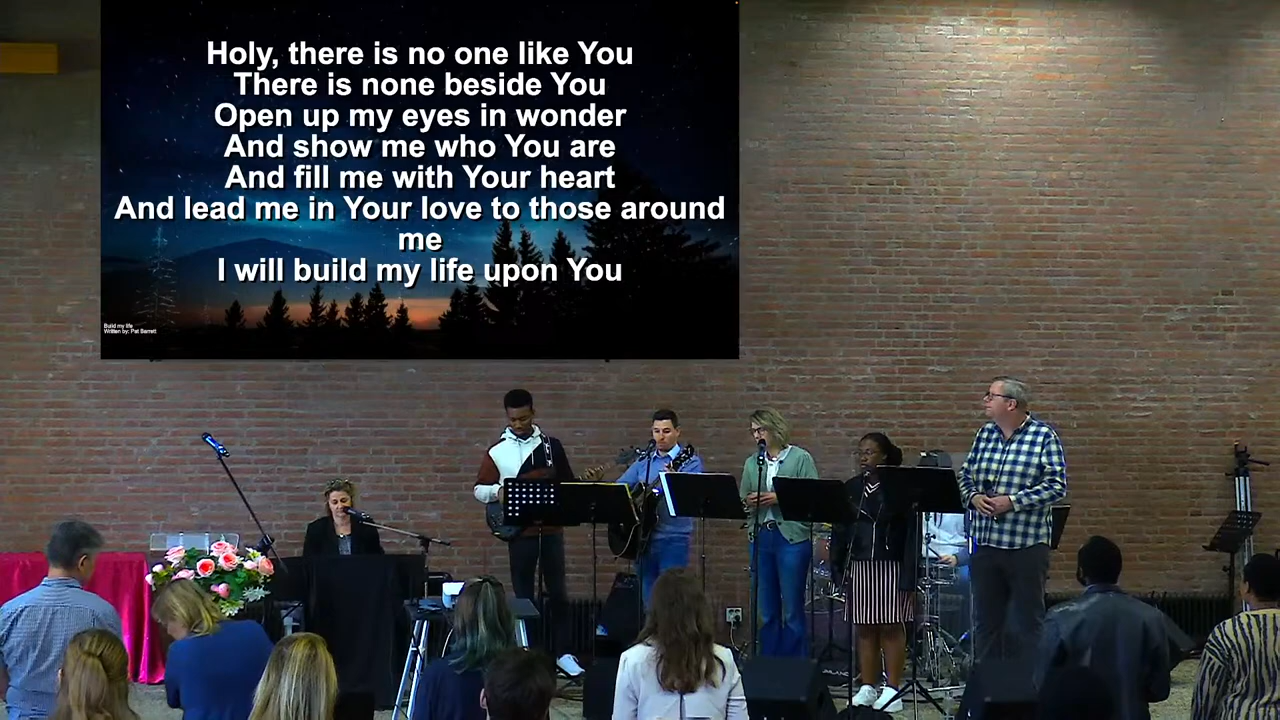 Holy, there is no one like You
There is none beside You
Open up my eyes in wonder
And show me who You are
And fill me with Your heart
And lead me in Your love to those around
me
I will build my life upon You
Build my life
Written by: Pat Barrett